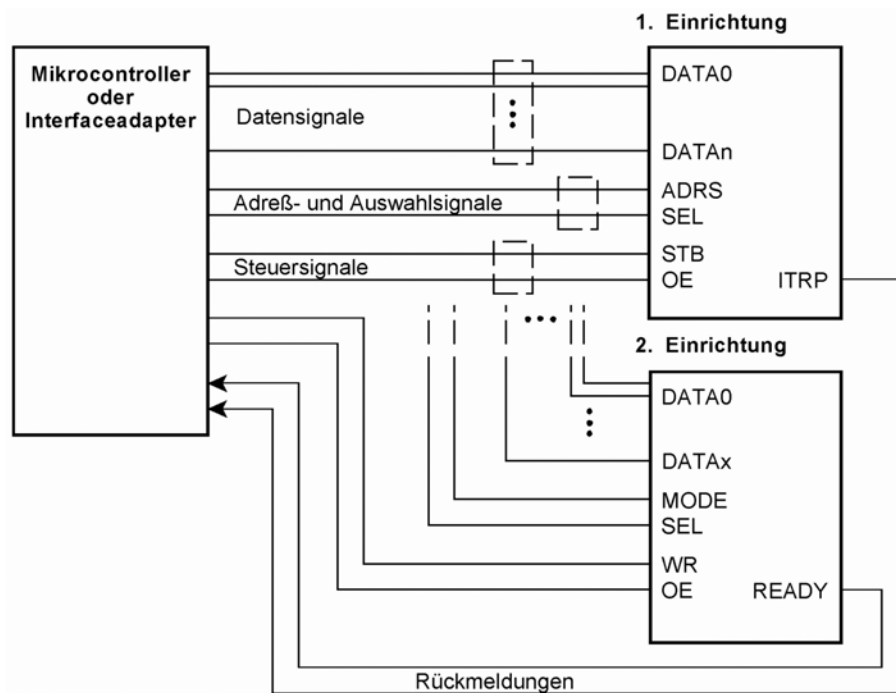 1. Einrichtung
Mikrocontroller
oder
Interfaceadapter
DATA0
Datensignale
DATAn
ADRS
Adreß- und Auswahlsignale
SEL
STB
Steuersignale
OE
ITRP
2. Einrichtung
DATA0
DATAx
MODE
SEL
WR
OE
READY
Rückmeldungen